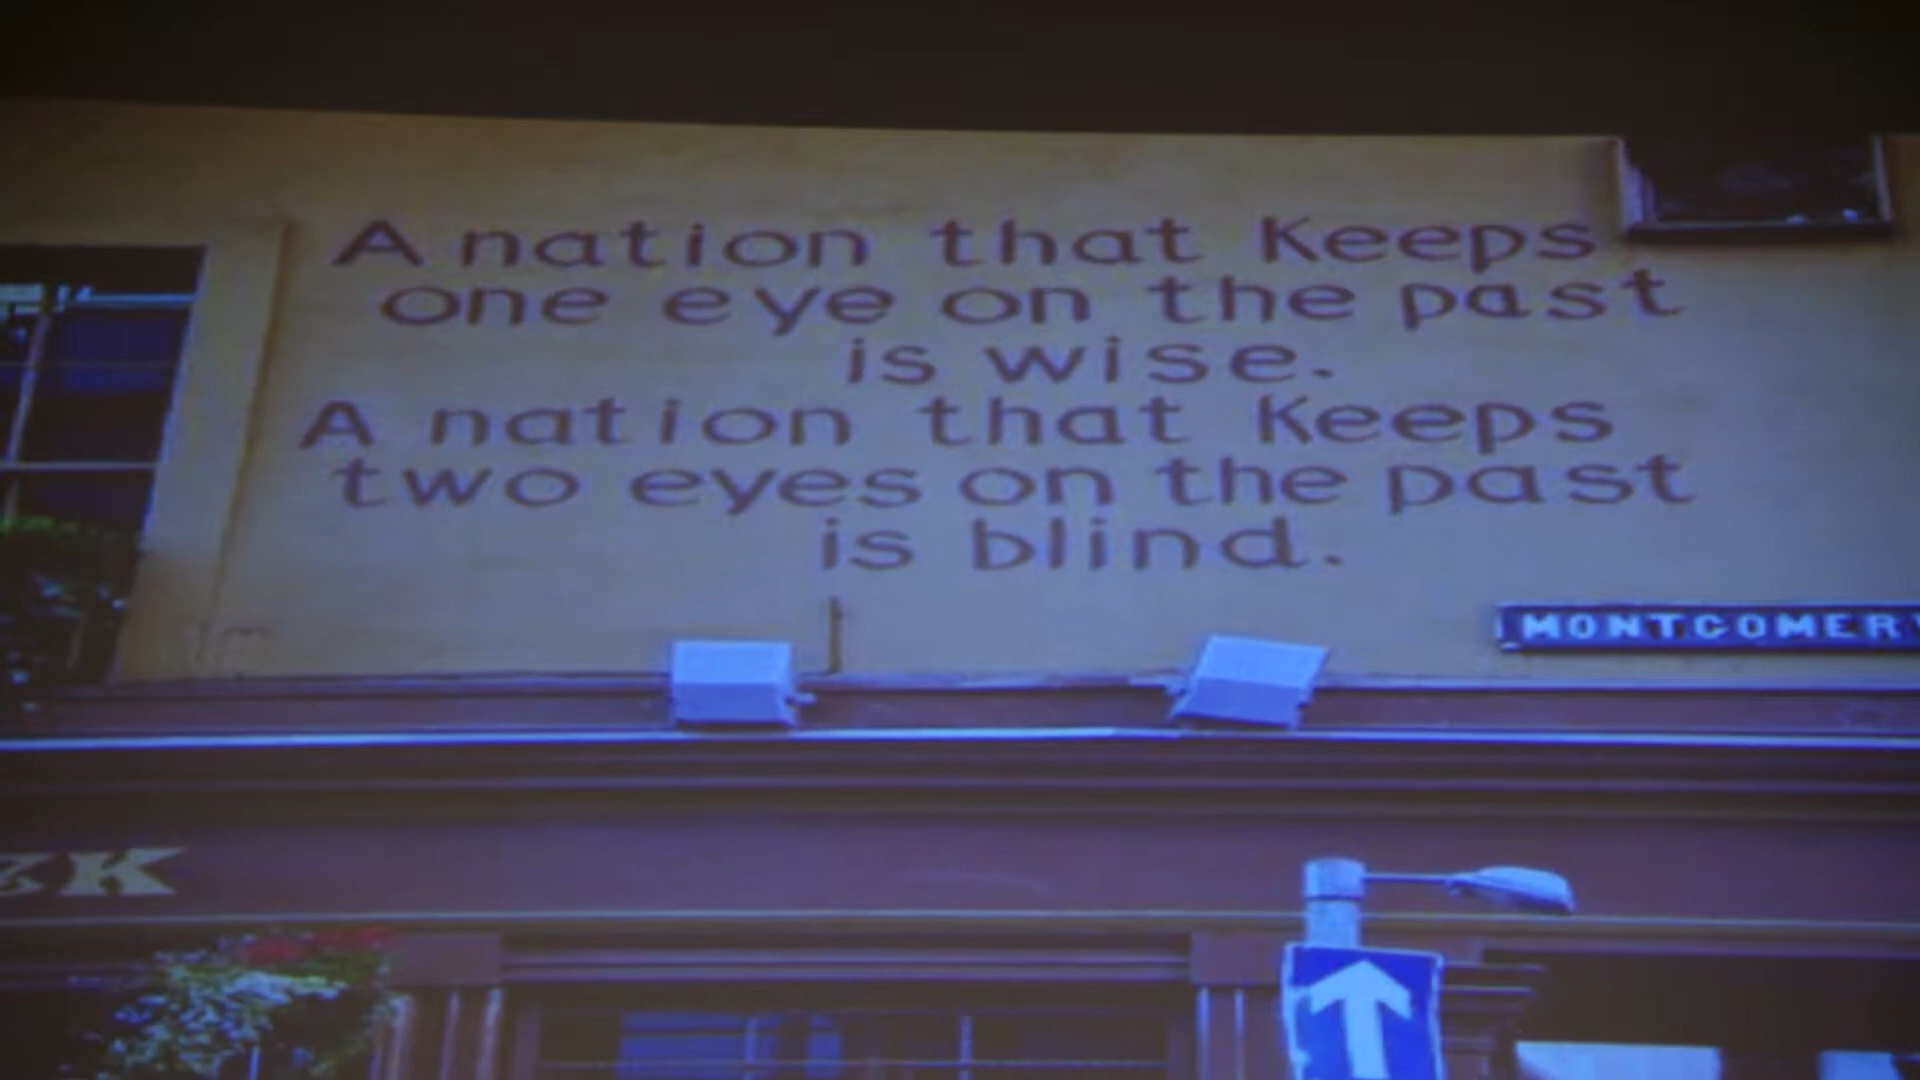 A nation that keeps
one eye on the past
is wise.
A nation that keeps
two eyes on the past
is blind.
MONTGOMERY